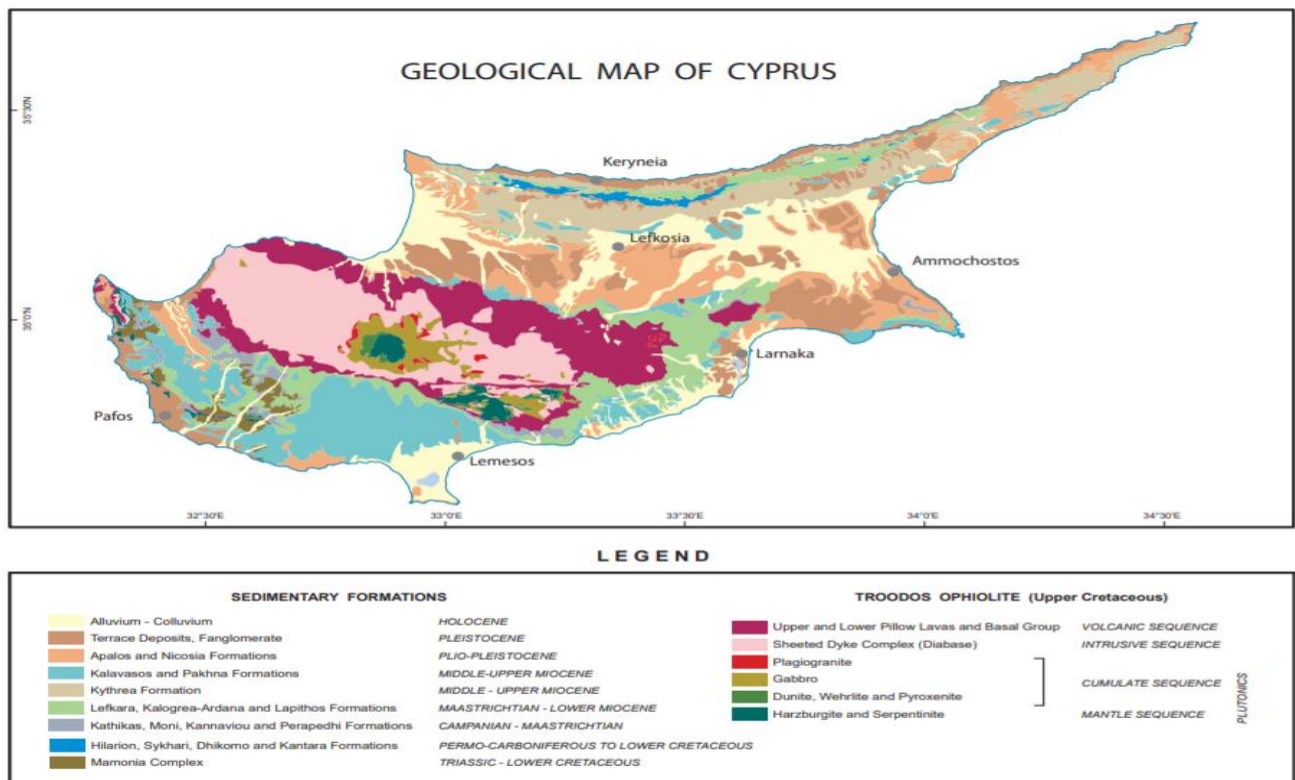 GEOLOGICAL MAP OF CYPRUS
35°30'N
Keryneia
Lefkosia
Ammochostos
35°0'N
Larnaka
Pafos
Lemesos
32°30'E
33°0'E
33°30'E
34°0'E
34°30'E
LEGEND
SEDIMENTARY FORMATIONS
Alluvium - Colluvium HOLOCENE
Terrace Deposits, Fanglomerate PLEISTOCENE
Apalos and Nicosia Formations PLIO-PLEISTOCENE
Kalavasos and Pakhna Formations MIDDLE-UPPER MIOCENE
Kythrea Formation MIDDLE - UPPER MIOCENE
Lefkara, Kalogrea-Ardana and Lapithos Formations MAASTRICHTIAN - LOWER MIOCENE
Kathikas, Moni, Kannaviou and Perapedhi Formations CAMPANIAN - MAASTRICHTIAN
Hilarion, Sykhari, Dhikomo and Kantara Formations PERMO-CARBONIFEROUS TO LOWER CRETACEOUS
Mamonia Complex TRIASSIC - LOWER CRETACEOUS
TROODOS OPHIOLITE (Upper Cretaceous)
Upper and Lower Pillow Lavas and Basal Group VOLCANIC SEQUENCE
Sheeted Dyke Complex (Diabase) INTRUSIVE SEQUENCE
Plagiogranite
Gabbro
CUMULATE SEQUENCE
Dunite, Wehrlite and Pyroxenite
Harzburgite and Serpentinite MANTLE SEQUENCE
PLUTONICS